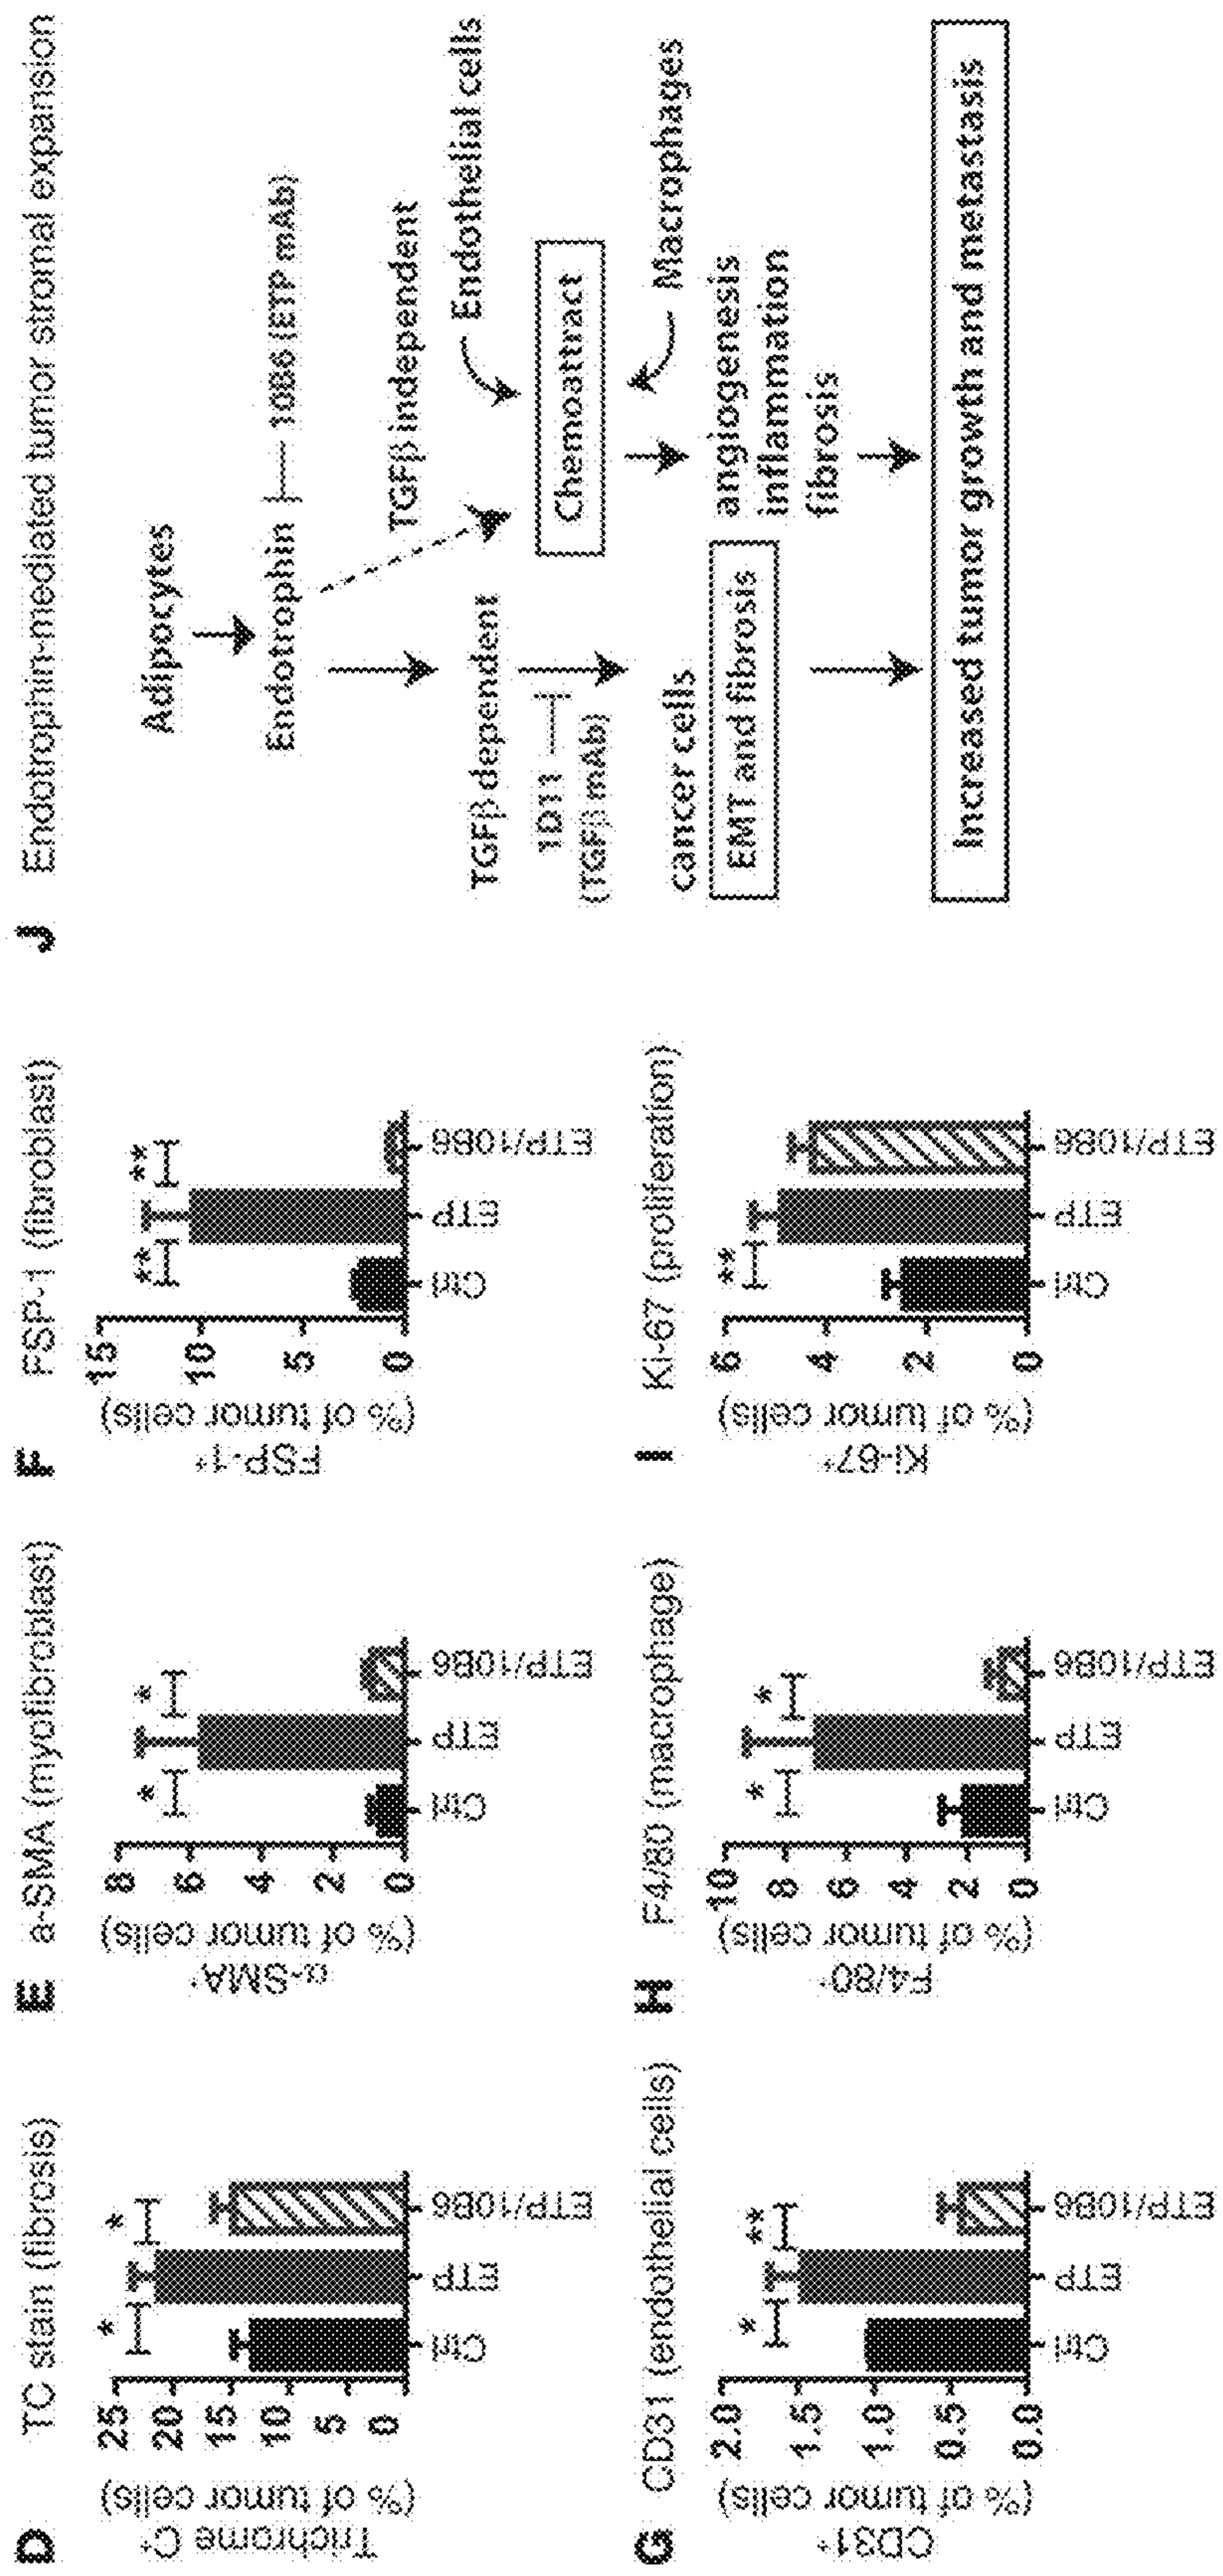 D TC stain (fibrosis)
Trichrome C⁺
(% of tumor cells)
25
20
15
10
5
0
Ctrl
ETP
ETP/10B6
*
*
E a-SMA (myofibroblast)
α-SMA⁺
(% of tumor cells)
8
6
4
2
0
Ctrl
ETP
ETP/10B6
*
*
F FSP-1 (fibroblast)
FSP-1⁺
(% of tumor cells)
15
10
5
0
Ctrl
ETP
ETP/10B6
**
**
G CD31 (endothelial cells)
CD31⁺
(% of tumor cells)
2.0
1.5
1.0
0.5
0.0
Ctrl
ETP
ETP/10B6
*
**
H F4/80 (macrophage)
F4/80⁺
(% of tumor cells)
10
8
6
4
2
0
Ctrl
ETP
ETP/10B6
*
*
I Ki-67 (proliferation)
Ki-67⁺
(% of tumor cells)
6
4
2
0
Ctrl
ETP
ETP/10B6
**
J Endotrophin-mediated tumor stromal expansion
Adipocytes
Endotrophin
10B6 (ETP mAb)
TGFβ independent
TGFβ dependent
Endothelial cells
1D11
(TGFβ mAb)
Chemoattract
Macrophages
cancer cells
EMT and fibrosis
angiogenesis
inflammation
fibrosis
Increased tumor growth and metastasis